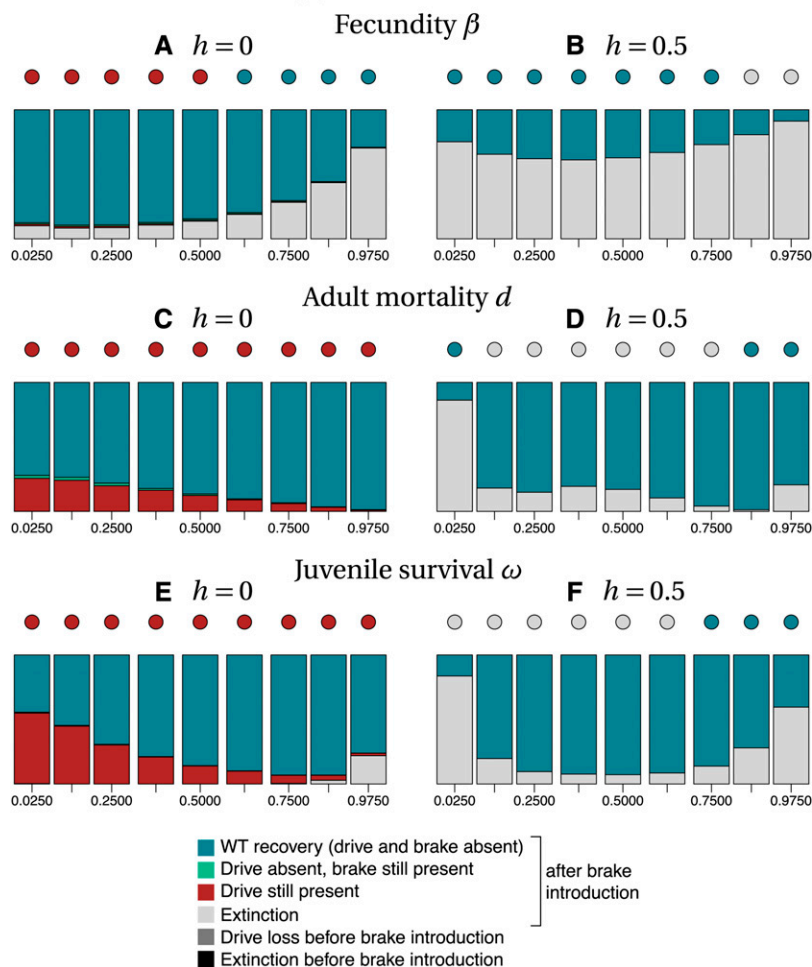 Fecundity β
A h = 0
B h = 0.5
0.0250 0.2500 0.5000 0.7500 0.9750
0.0250 0.2500 0.5000 0.7500 0.9750
Adult mortality d
C h = 0
D h = 0.5
0.0250 0.2500 0.5000 0.7500 0.9750
0.0250 0.2500 0.5000 0.7500 0.9750
Juvenile survival ω
E h = 0
F h = 0.5
0.0250 0.2500 0.5000 0.7500 0.9750
0.0250 0.2500 0.5000 0.7500 0.9750
WT recovery (drive and brake absent)
Drive absent, brake still present
Drive still present
Extinction
after brake
introduction
Drive loss before brake introduction
Extinction before brake introduction